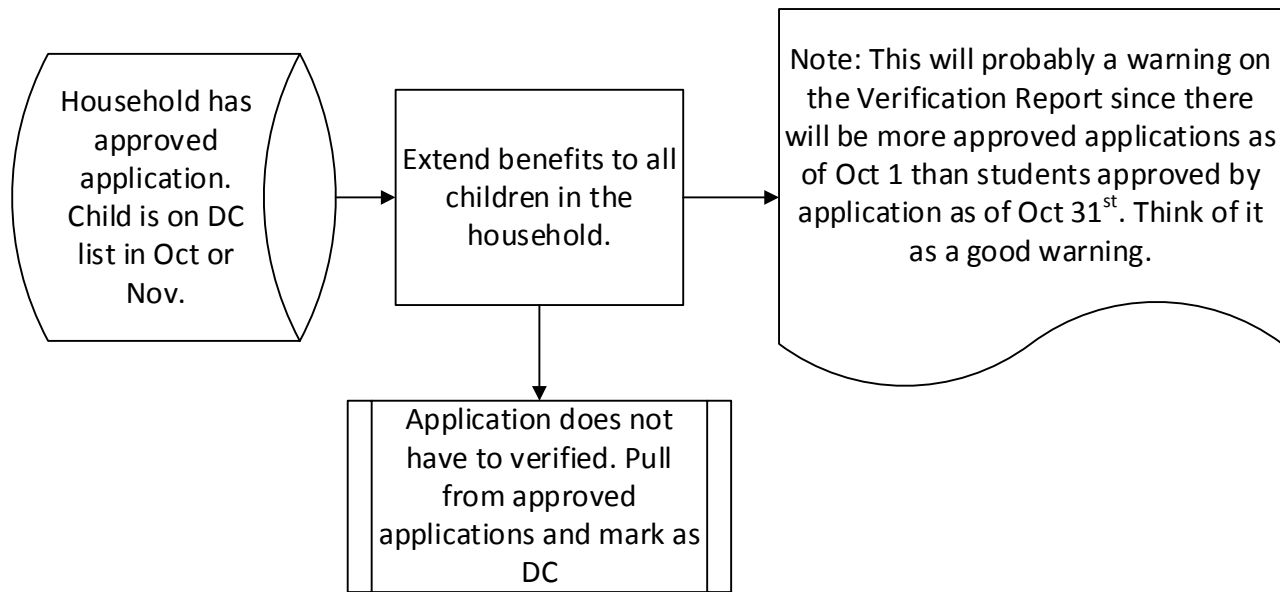 Household has
approved
application.
Child is on DC
list in Oct or
Nov.
Extend benefits to all
children in the
household.
Note: This will probably a warning on
the Verification Report since there
will be more approved applications as
of Oct 1 than students approved by
application as of Oct 31st. Think of it
as a good warning.
Application does not
have to verified. Pull
from approved
applications and mark as
DC